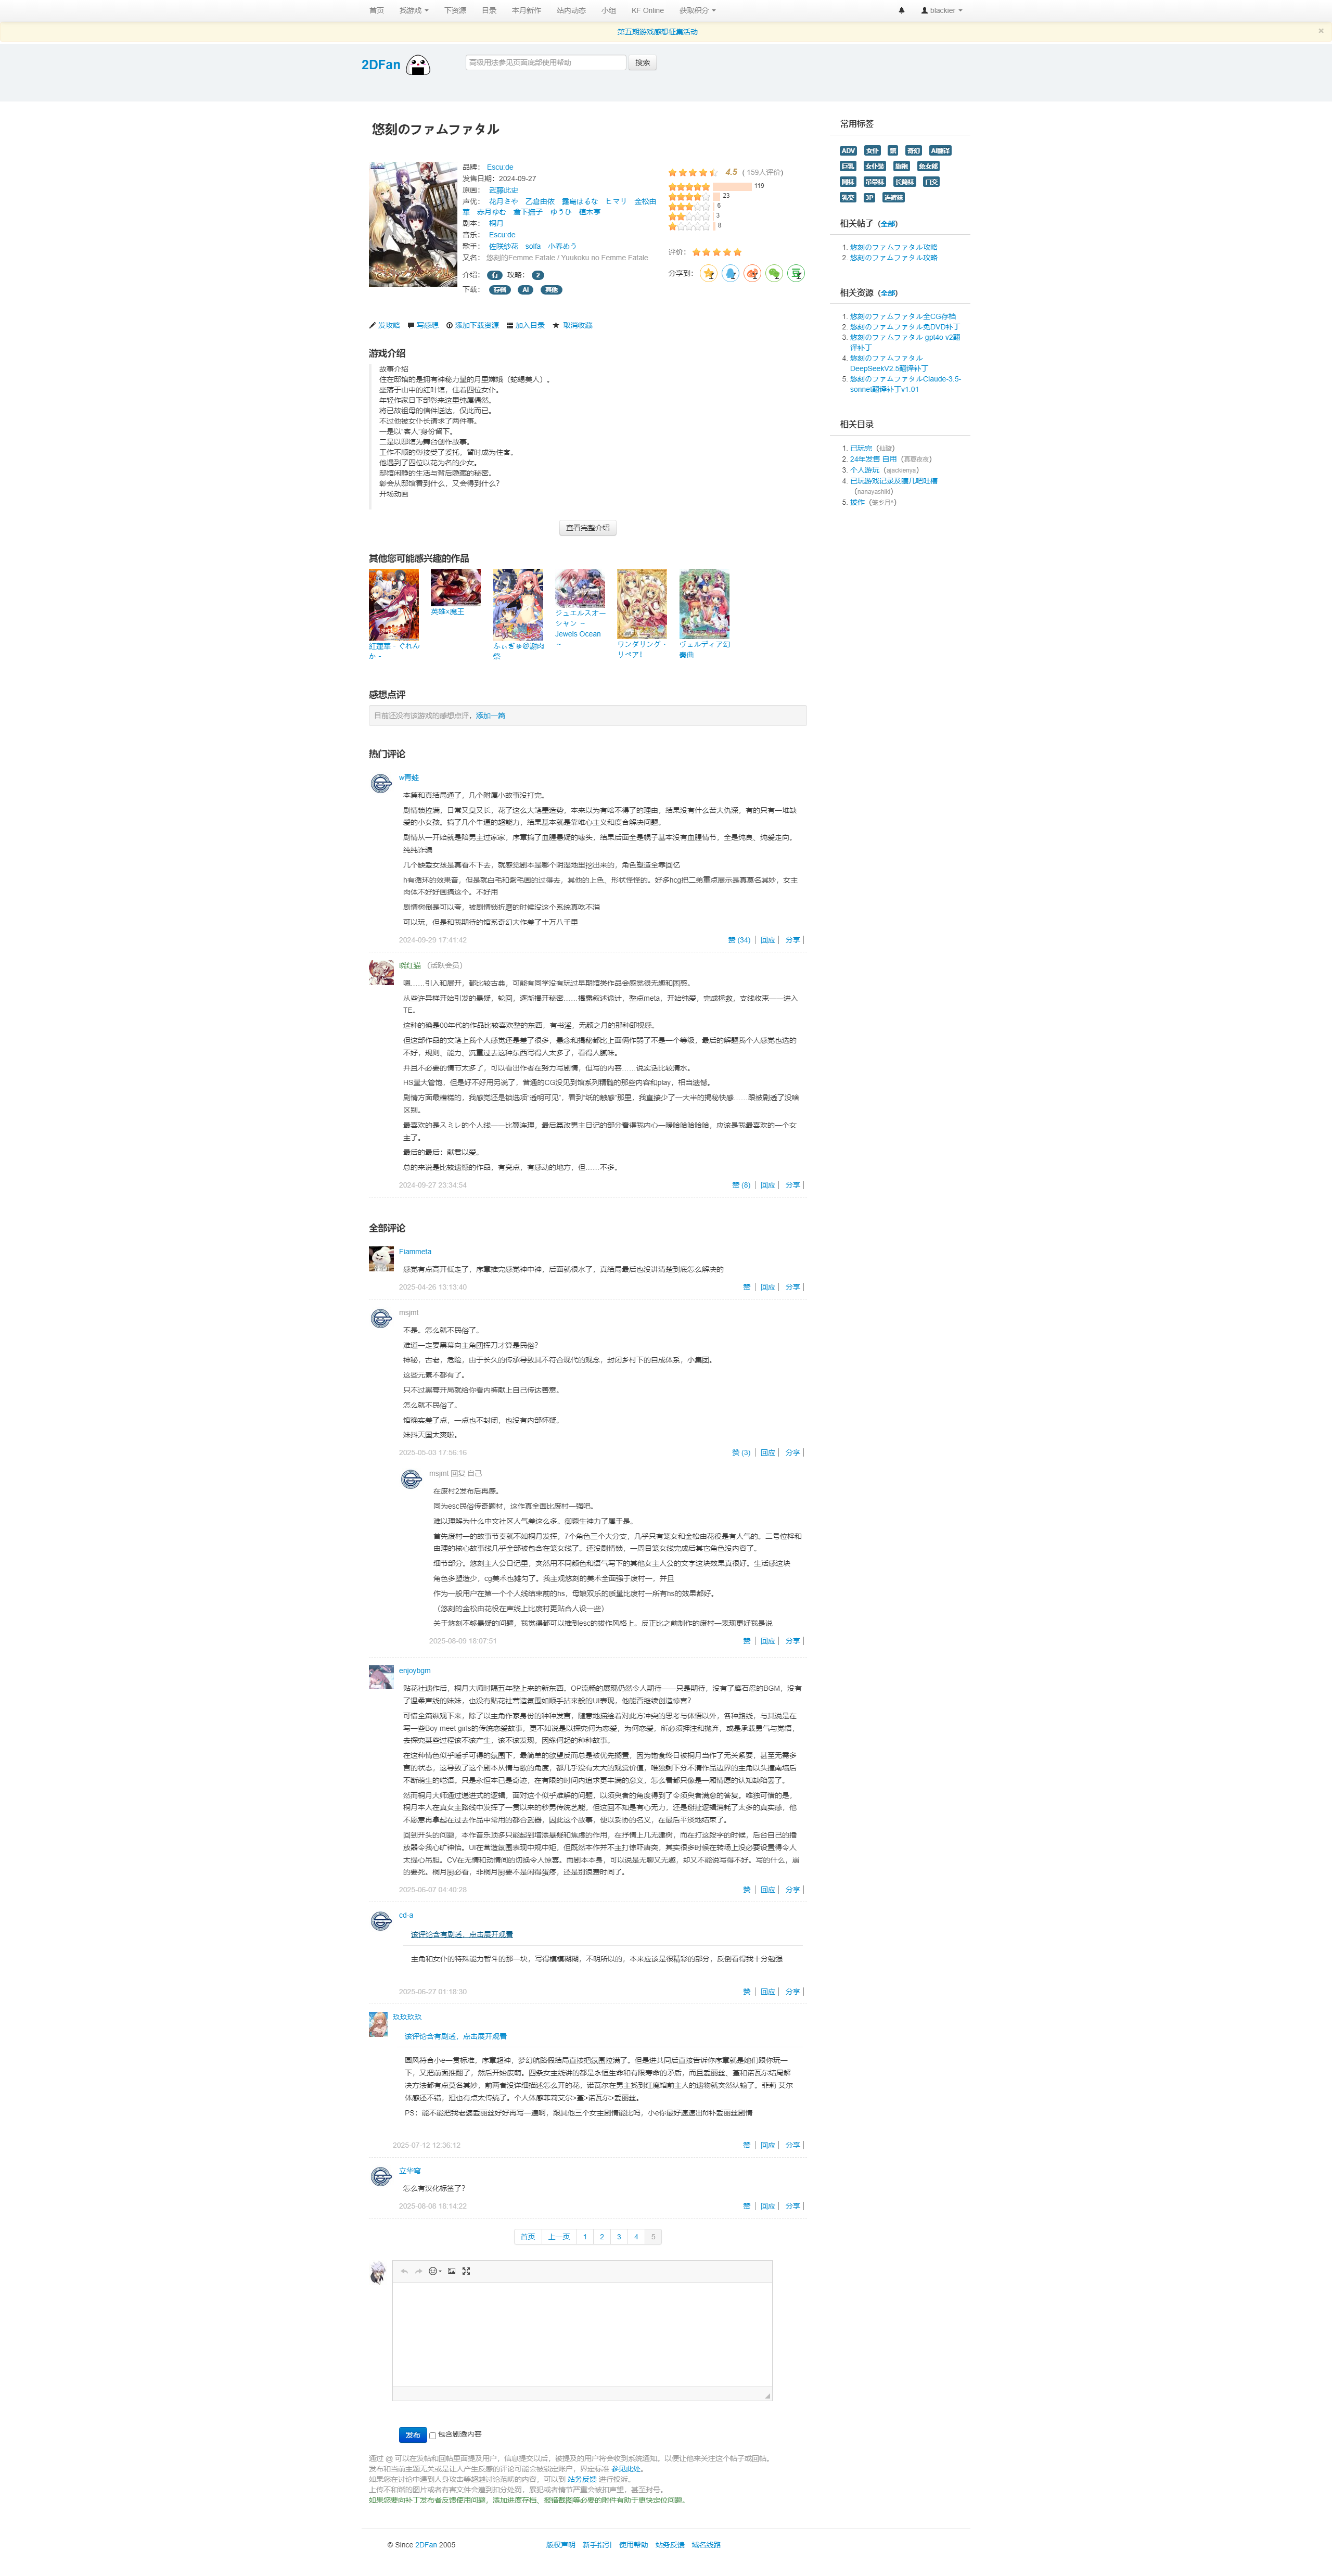 首页 找游戏 下资源 目录 本月新作 站内动态 小组 KF Online 获取积分 blackier
第五期游戏感想征集活动
×
2DFan 高级用法参见页面底部使用帮助 搜索
悠刻のファムファタル
品牌： Escu:de
发售日期： 2024-09-27
原画： 武藤此史
声优： 花月さや 乙倉由依 露島はるな ヒマリ 金松由
華 赤月ゆむ 倉下撫子 ゆうひ 植木亨
剧本： 桐月
音乐： Escu:de
歌手： 佐咲紗花 solfa 小春めう
又名： 悠刻的Femme Fatale / Yuukoku no Femme Fatale
介绍： 有 攻略： 2
下载： 存档 AI 其他
4.5 ( 159人评价)
119
23
6
3
8
评价：
分享到：
发攻略 写感想 添加下载资源 加入目录 取消收藏
游戏介绍
故事介绍
住在邸馆的是拥有神秘力量的月里嫦娥（蛇蝎美人）。
坐落于山中的红叶馆，住着四位女仆。
年轻作家日下部彰来这里纯属偶然。
将已故祖母的信件送达，仅此而已。
不过他被女仆长请求了两件事。
一是以“客人”身份留下。
二是以邸馆为舞台创作故事。
工作不顺的彰接受了委托，暂时成为住客。
他遇到了四位以花为名的少女。
邸馆闲静的生活与背后隐藏的秘密。
彰会从邸馆看到什么，又会得到什么？
开场动画
查看完整介绍
其他您可能感兴趣的作品
紅蓮華 - ぐれん
か -
英雄×魔王
ふぃぎゅ@謝肉
祭
ジュエルスオー
シャン ～
Jewels Ocean
～
ワンダリング・
リペア！
ヴェルディア幻
奏曲
感想点评
目前还没有该游戏的感想点评，添加一篇
热门评论
w青蛙
本篇和真结局通了，几个附属小故事没打完。
剧情锁拉满，日常又臭又长，花了这么大笔墨造势，本来以为有啥不得了的理由，结果没有什么苦大仇深，有的只有一堆缺
爱的小女孩。搞了几个牛逼的超能力，结果基本就是靠唯心主义和度合解决问题。
剧情从一开始就是陪男主过家家，序章搞了血腥悬疑的噱头，结果后面全是幌子基本没有血腥情节，全是纯良、纯爱走向。
纯纯诈骗
几个缺爱女孩是真看不下去，就感觉剧本是哪个阴湿地里挖出来的，角色塑造全靠回忆
h有循环的效果音，但是就白毛和紫毛画的过得去，其他的上色、形状怪怪的。好多hcg把二弟重点展示是真莫名其妙，女主
肉体不好好画搞这个。不好用
剧情树倒是可以夸，被剧情锁折磨的时候没这个系统真吃不消
可以玩，但是和我期待的馆系奇幻大作差了十万八千里
2024-09-29 17:41:42 赞 (34) | 回应 | 分享 |
晓红猫 （活跃会员）
嗯……引入和展开，都比较古典，可能有同学没有玩过早期馆类作品会感觉很无趣和困惑。
从些许异样开始引发的悬疑，轮回，逐渐揭开秘密……揭露叙述诡计，整点meta，开始纯爱，完成拯救，支线收束——进入
TE。
这种的确是00年代的作品比较喜欢整的东西，有书淫，无颜之月的那种即视感。
但这部作品的文笔上我个人感觉还是差了很多，悬念和揭秘都比上面俩作弱了不是一个等级，最后的解题我个人感觉也选的
不好，规则、能力、沉重过去这种东西写得人太多了，看得人腻味。
并且不必要的情节太多了，可以看出作者在努力写剧情，但写的内容……说实话比较清水。
HS量大管饱，但是好不好用另说了，普通的CG没见到馆系列精髓的那些内容和play，相当遗憾。
剧情方面最糟糕的，我感觉还是锁选项“透明可见”，看到“纸的触感”那里，我直接少了一大半的揭秘快感……跟被剧透了没啥
区别。
最喜欢的是スミレ的个人线——比翼连理，最后篡改男主日记的部分看得我内心一暖哈哈哈哈哈，应该是我最喜欢的一个女
主了。
最后的最后：献君以爱。
总的来说是比较遗憾的作品，有亮点，有感动的地方，但……不多。
2024-09-27 23:34:54 赞 (8) | 回应 | 分享 |
全部评论
Fiammeta
感觉有点高开低走了，序章推完感觉神中神，后面就很水了，真结局最后也没讲清楚到底怎么解决的
2025-04-26 13:13:40 赞 | 回应 | 分享 |
msjmt
不是。怎么就不民俗了。
难道一定要黑暗向主角团挥刀才算是民俗？
神秘，古老，危险，由于长久的传承导致其不符合现代的观念，封闭乡村下的自成体系，小集团。
这些元素不都有了。
只不过黑暗开局就给你看内裤献上自己传达善意。
怎么就不民俗了。
馆确实差了点，一点也不封闭，也没有内部怀疑。
妹抖天国太爽啦。
2025-05-03 17:56:16 赞 (3) | 回应 | 分享 |
msjmt 回复 自己
在废村2发布后再感。
同为esc民俗传奇题材，这作真全面比废村一强吧。
难以理解为什么中文社区人气差这么多。御霓生神力了属于是。
首先废村一的故事节奏就不如桐月发挥，7个角色三个大分支，几乎只有笼女和金松由花役是有人气的。二号位梓和
由理的核心故事线几乎全部被包含在笼女线了。还没剧情锁，一周目笼女线完成后其它角色没内容了。
细节部分。悠刻主人公日记里，突然用不同颜色和语气写下的其他女主人公的文字这块效果真很好。生活感这块
角色多塑造少，cg美术也摊匀了。我主观悠刻的美术全面强于废村一，并且
作为一般用户在第一个个人线结束前的hs，母娘双乐的质量比废村一所有hs的效果都好。
（悠刻的金松由花役在声线上比废村更贴合人设一些）
关于悠刻不够悬疑的问题，我觉得都可以推到esc的拔作风格上。反正比之前制作的废村一表现更好我是说
2025-08-09 18:07:51 赞 | 回应 | 分享 |
enjoybgm
贴花社遗作后，桐月大师时隔五年整上来的新东西。OP流畅的展现仍然令人期待——只是期待，没有了鹰石忍的BGM，没有
了温柔声线的妹妹，也没有贴花社营造氛围如顺手拈来般的UI表现，他能否继续创造惊喜？
可惜全篇纵观下来，除了以主角作家身份的种种发言，随意地描绘着对此方冲突的思考与体悟以外，各种路线，与其说是在
写一些Boy meet girls的传统恋爱故事，更不如说是以探究何为恋爱，为何恋爱，所必须押注和抛弃，或是承载勇气与觉悟，
去探究某些过程该不该产生，该不该发现，因缘何起的种种故事。
在这种情色似乎唾手可得的氛围下，最简单的欲望反而总是被优先搁置，因为饱食终日被桐月当作了无关紧要，甚至无需多
言的状态，这导致了这个剧本从情与欲的角度，都几乎没有太大的观赏价值，唯独剩下分不清作品边界的主角以头撞南墙后
不断萌生的呓语。只是永恒本已是奇迹，在有限的时间内追求更丰满的意义，怎么看都只像是一厢情愿的认知缺陷罢了。
然而桐月大师通过递进式的逻辑，面对这个似乎难解的问题，以须臾者的角度得到了令须臾者满意的答复。唯独可惜的是，
桐月本人在真女主路线中发挥了一贯以来的秒男传统艺能，但这回不知是有心无力，还是掰扯逻辑消耗了太多的真实感，他
不愿意再拿起在过去作品中常用的都合武器，因此这个故事，便以妥协的名义，在最后平淡地结束了。
回到开头的问题，本作音乐顶多只能起到增添悬疑和焦虑的作用，在抒情上几无建树，而在打这段字的时候，后台自己的播
放器令我心旷神怡。UI在营造氛围表现中规中矩，但既然本作并不主打惊吓唐突，其实很多时候在转场上没必要设置得令人
太提心吊胆。CV在无情和动情间的切换令人惊喜。而剧本本身，可以说是无聊又无趣，却又不能说写得不好。写的什么，崩
的要死。桐月厨必看，非桐月厨要不是闲得蛋疼，还是别浪费时间了。
2025-06-07 04:40:28 赞 | 回应 | 分享 |
cd-a
该评论含有剧透，点击展开观看
主角和女仆的特殊能力智斗的那一块，写得模模糊糊，不明所以的，本来应该是很精彩的部分，反倒看得我十分勉强
2025-06-27 01:18:30 赞 | 回应 | 分享 |
玖玖玖玖
该评论含有剧透，点击展开观看
画风符合小e一贯标准，序章超神，梦幻航路假结局直接把氛围拉满了。但是进共同后直接告诉你序章就是她们跟你玩一
下，又把前面推翻了，然后开始废萌。四条女主线讲的都是永恒生命和有限寿命的矛盾，而且爱丽丝、堇和诺瓦尔结局解
决方法都有点莫名其妙，前两者没详细描述怎么开的花，诺瓦尔在男主找到红魔馆前主人的遗物就突然认输了。菲莉 艾尔
体感还不错，但也有点太传统了。个人体感菲莉艾尔>堇>诺瓦尔>爱丽丝。
PS：能不能把我老婆爱丽丝好好再写一遍啊，跟其他三个女主剧情能比吗，小e你最好速速出fd补爱丽丝剧情
2025-07-12 12:36:12 赞 | 回应 | 分享 |
立华穹
怎么有汉化标签了？
2025-08-08 18:14:22 赞 | 回应 | 分享 |
首页 上一页 1 2 3 4 5
发布 包含剧透内容
通过 @ 可以在发帖和回帖里面提及用户，信息提交以后，被提及的用户将会收到系统通知。以便让他来关注这个帖子或回帖。
发布和当前主题无关或是让人产生反感的评论可能会被锁定账户，界定标准 参见此处。
如果您在讨论中遇到人身攻击等超越讨论范畴的内容，可以到 站务反馈 进行投诉。
上传不和谐的图片或者有害文件会遭到扣分处罚，累犯或者情节严重会被扣声望，甚至封号。
如果您要向补丁发布者反馈使用问题，添加进度存档、报错截图等必要的附件有助于更快定位问题。
常用标签
ADV 女仆 馆 奇幻 AI翻译
巨乳 女仆装 旗袍 兔女郎
网袜 吊带袜 长筒袜 口交
乳交 3P 连裤袜
相关帖子（全部）
1. 悠刻のファムファタル攻略
2. 悠刻のファムファタル攻略
相关资源（全部）
1. 悠刻のファムファタル全CG存档
2. 悠刻のファムファタル免DVD补丁
3. 悠刻のファムファタル gpt4o v2翻
译补丁
4. 悠刻のファムファタル
DeepSeekV2.5翻译补丁
5. 悠刻のファムファタルClaude-3.5-
sonnet翻译补丁v1.01
相关目录
1. 已玩完
2. 24年发售 自用（真夏夜夜）
3. 个人游玩（ajackienya）
4. 已玩游戏记录及瞎几吧吐槽
（nanayashiki）
5. 拔作
© Since 2DFan 2005 版权声明 新手指引 使用帮助 站务反馈 域名线路